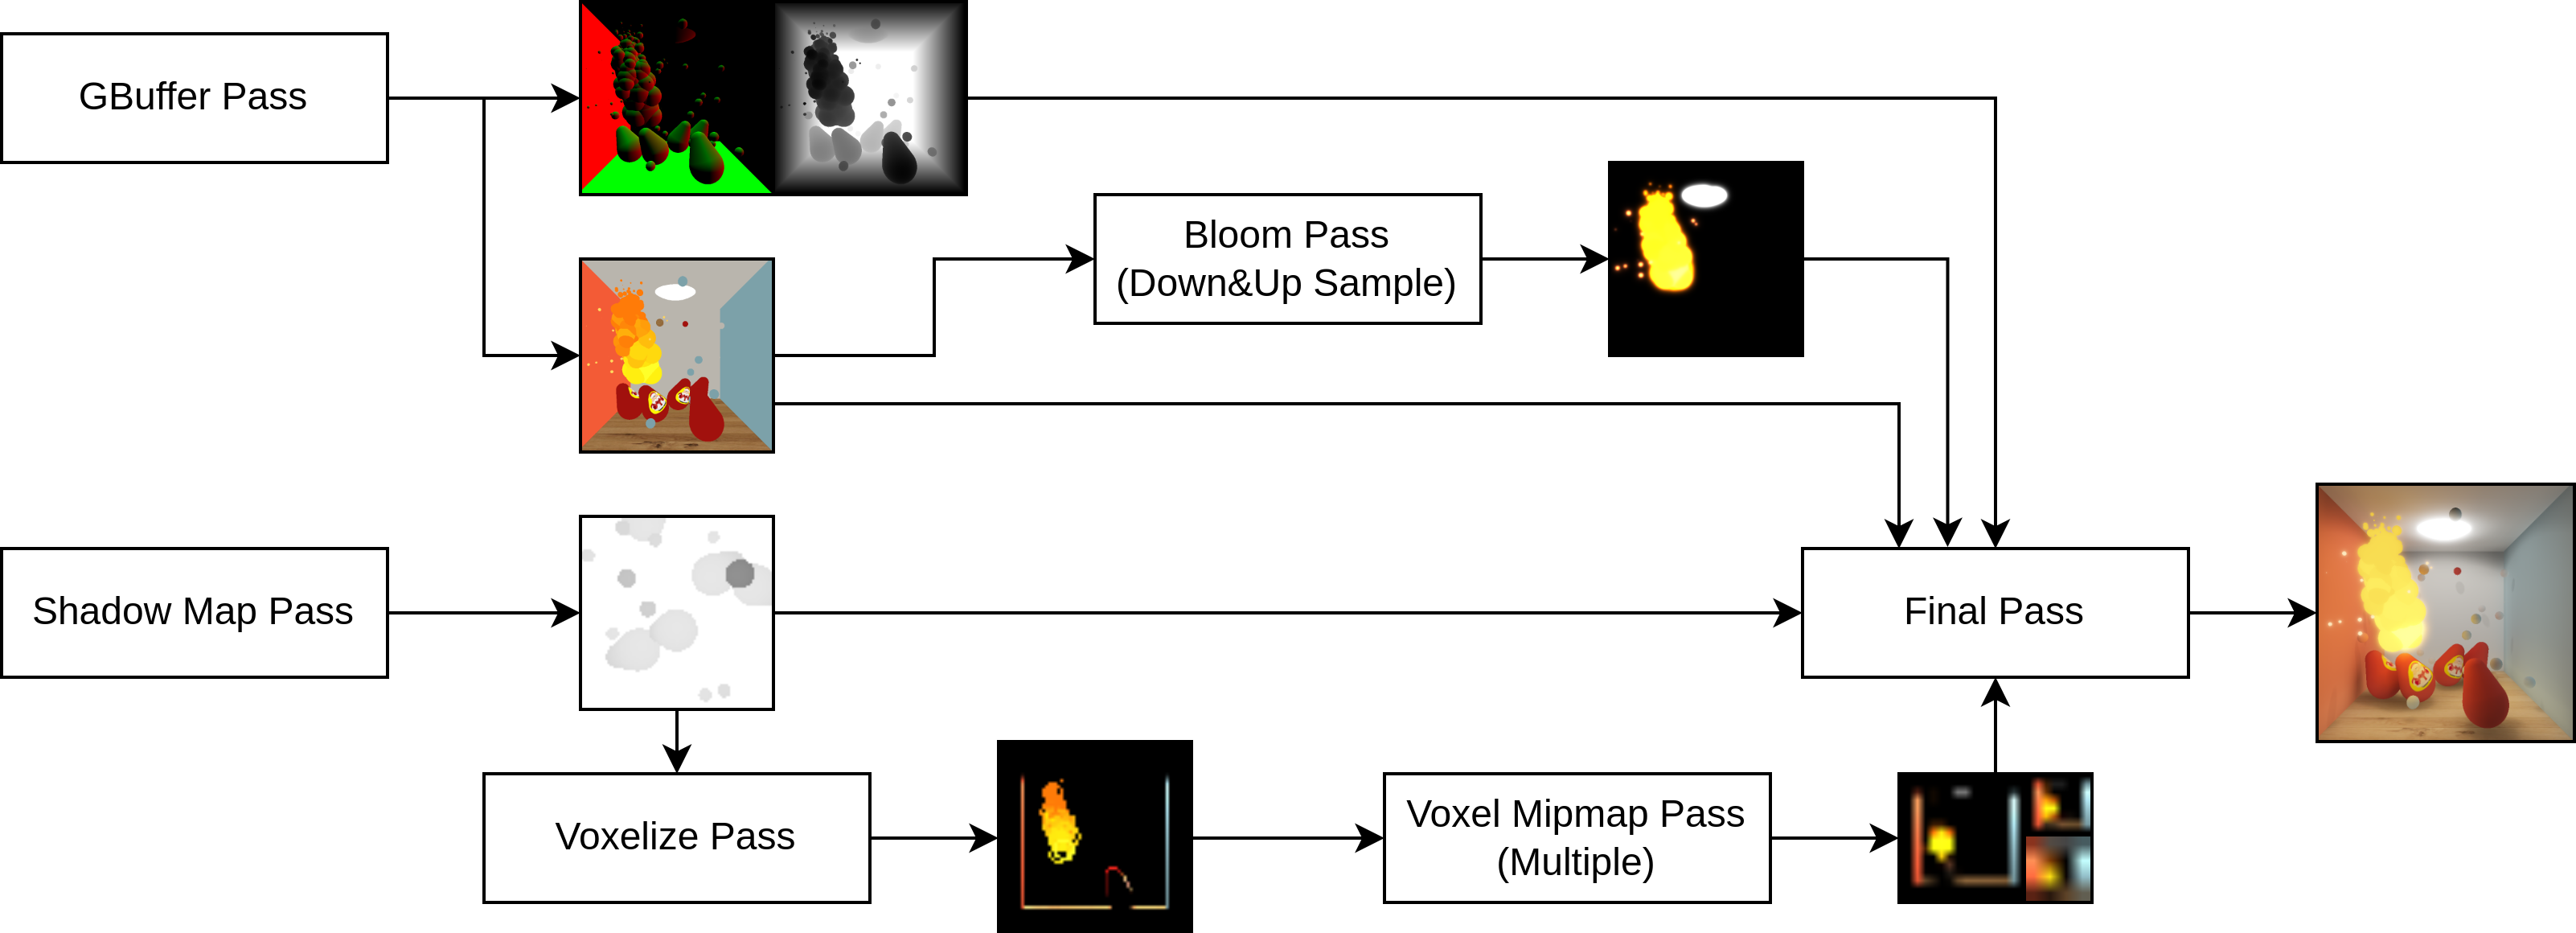 GBuffer Pass
Bloom Pass
(Down&Up Sample)
Shadow Map Pass
Final Pass
Voxelize Pass
Voxel Mipmap Pass
(Multiple)